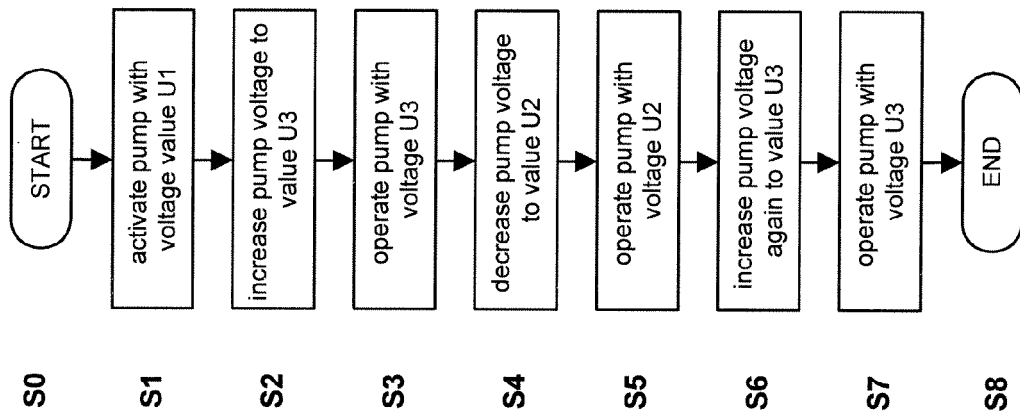 S0
START
S1
activate pump with
voltage value U1
S2
increase pump voltage to
value U3
S3
operate pump with
voltage U3
S4
decrease pump voltage
to value U2
S5
operate pump with
voltage U2
S6
increase pump voltage
again to value U3
S7
operate pump with
voltage U3
S8
END